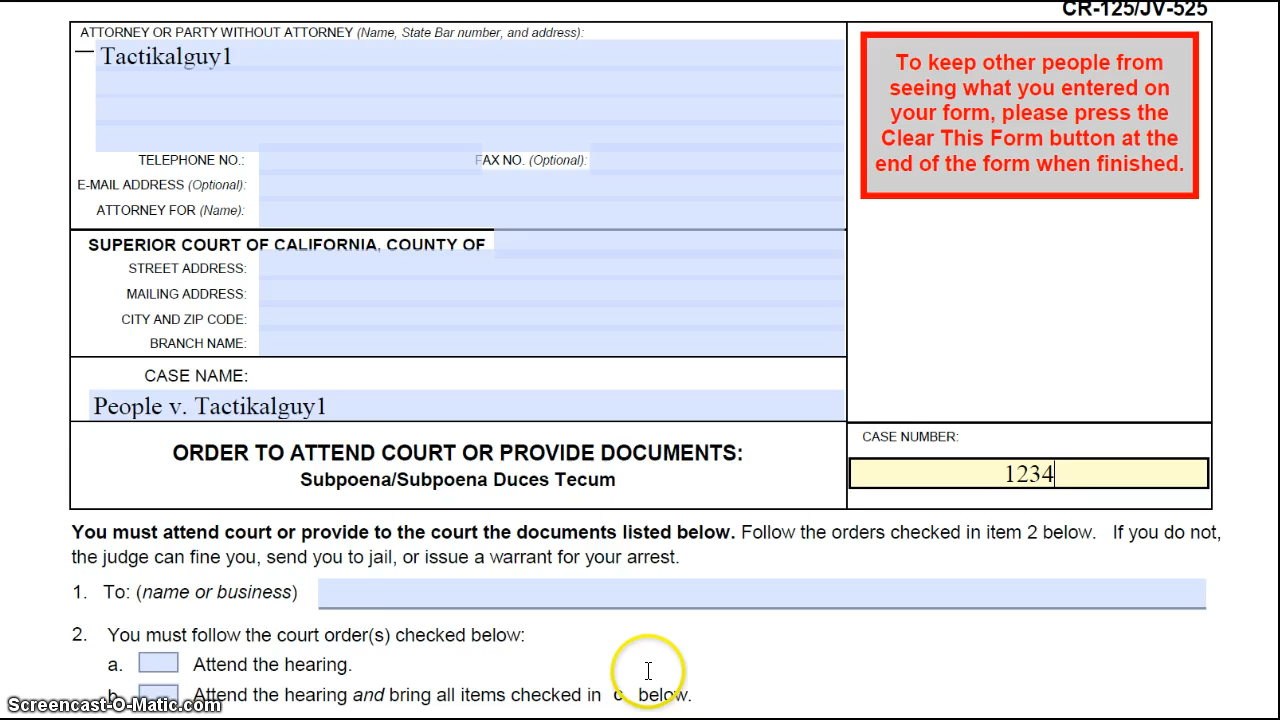 CR-125/JV-525
ATTORNEY OR PARTY WITHOUT ATTORNEY (Name, State Bar number, and address):
Tactikalguy1
To keep other people from
seeing what you entered on
your form, please press the
Clear This Form button at the
end of the form when finished.
TELEPHONE NO.: FAX NO. (Optional):
E-MAIL ADDRESS (Optional):
ATTORNEY FOR (Name):
SUPERIOR COURT OF CALIFORNIA, COUNTY OF
STREET ADDRESS:
MAILING ADDRESS:
CITY AND ZIP CODE:
BRANCH NAME:
CASE NAME:
People v. Tactikalguy1
ORDER TO ATTEND COURT OR PROVIDE DOCUMENTS:
Subpoena/Subpoena Duces Tecum
CASE NUMBER:
1234
You must attend court or provide to the court the documents listed below. Follow the orders checked in item 2 below. If you do not,
the judge can fine you, send you to jail, or issue a warrant for your arrest.
1. To: (name or business)
2. You must follow the court order(s) checked below:
a. Attend the hearing.
b. Attend the hearing and bring all items checked in c. below.
Screencast-O-Matic.com